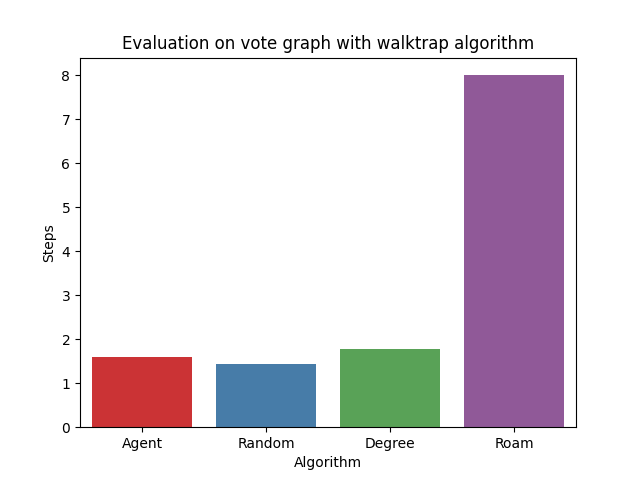 Evaluation on vote graph with walktrap algorithm
8
7
6
5
4
3
2
1
0
Steps
Agent Random Degree Roam
Algorithm